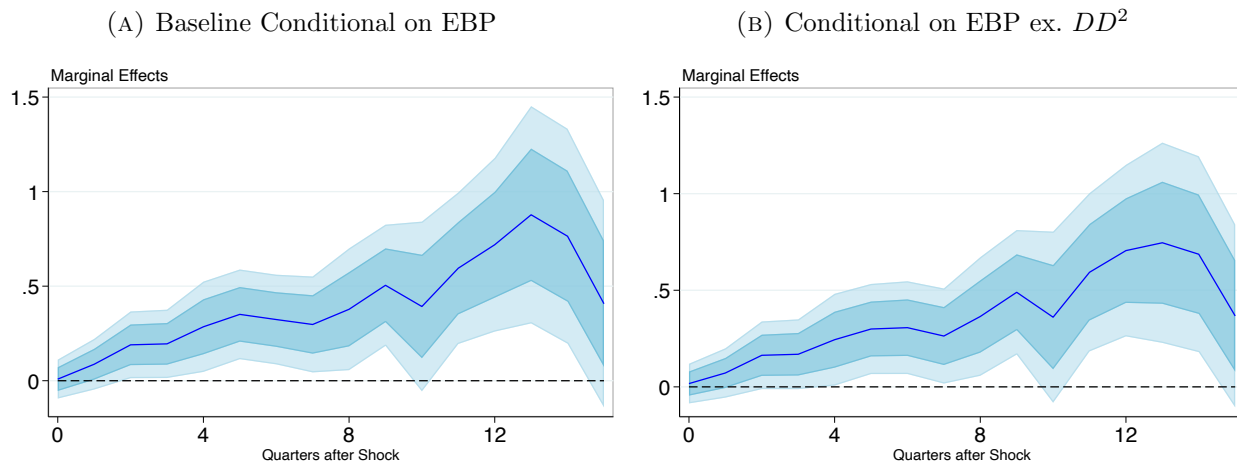 (A) Baseline Conditional on EBP
Marginal Effects
1.5
1
.5
0
0 4 8 12
Quarters after Shock
(B) Conditional on EBP ex. DD²
Marginal Effects
1.5
1
.5
0
0 4 8 12
Quarters after Shock